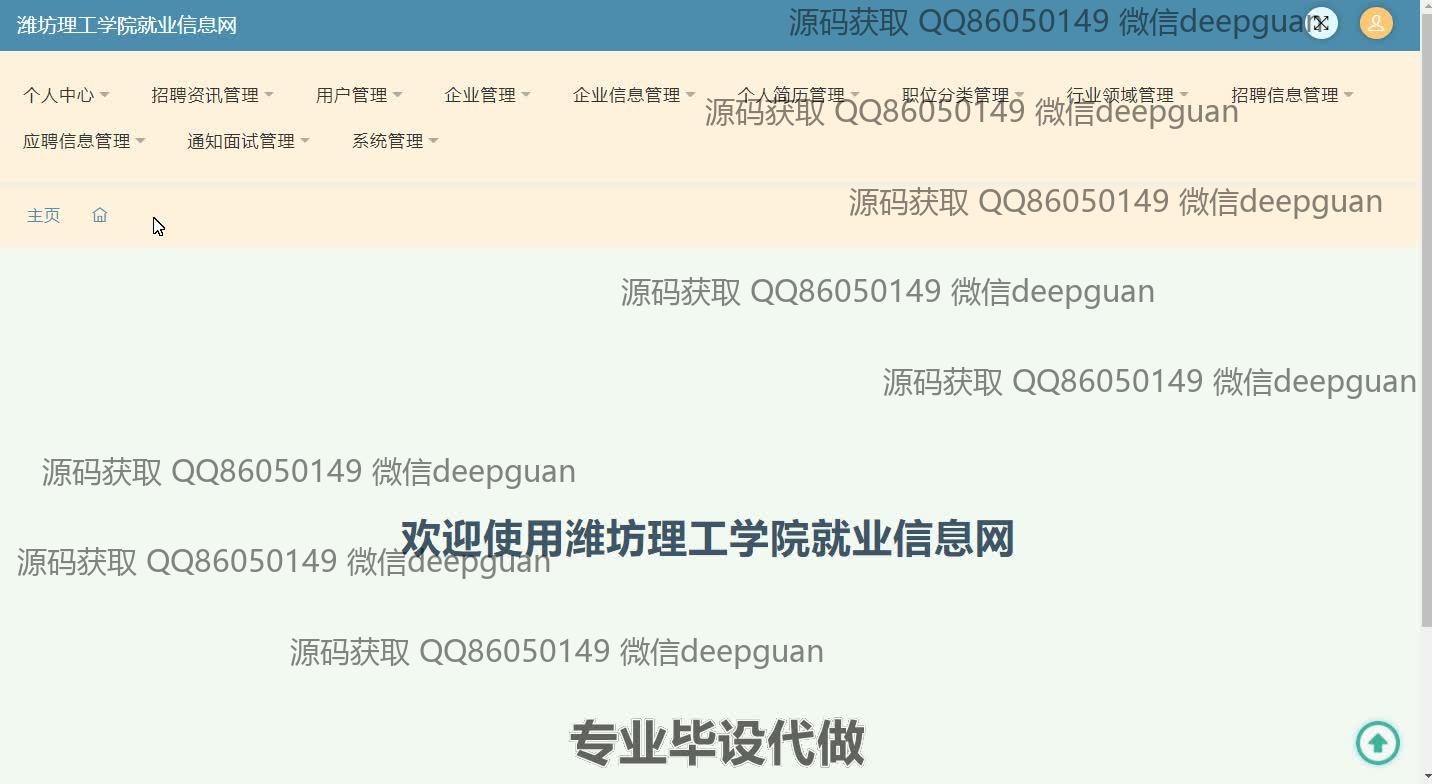 潍坊理工学院就业信息网
源码获取 QQ86050149 微信deepguan
个人中心 招聘资讯管理 用户管理 企业管理 企业信息管理 个人简历管理 职位分类管理 行业领域管理 招聘信息管理
源码获取 QQ86050149 微信deepguan
应聘信息管理 通知面试管理 系统管理
源码获取 QQ86050149 微信deepguan
主页
源码获取 QQ86050149 微信deepguan
源码获取 QQ86050149 微信deepguan
源码获取 QQ86050149 微信deepguan
欢迎使用潍坊理工学院就业信息网
源码获取 QQ86050149 微信deepguan
源码获取 QQ86050149 微信deepguan
专业毕设代做